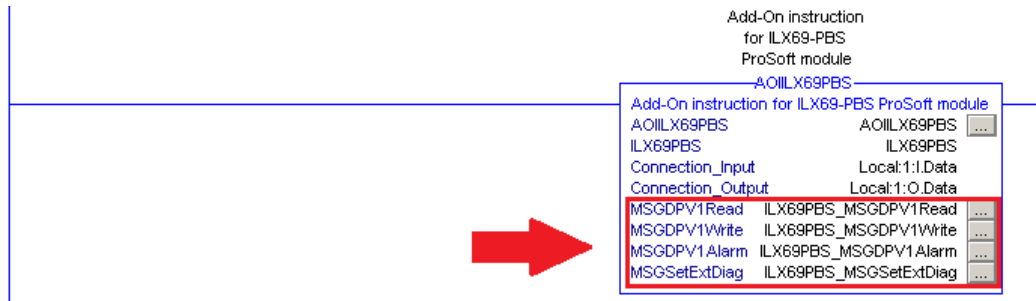 Add-On instruction
for ILX69-PBS
ProSoft module
AOIILX69PBS
Add-On instruction for ILX69-PBS ProSoft module
AOIILX69PBS AOIILX69PBS ...
ILX69PBS ILX69PBS
Connection_Input Local:1:I.Data
Connection_Output Local:1:O.Data
MSGDPV1Read ILX69PBS_MSGDPV1Read ...
MSGDPV1Write ILX69PBS_MSGDPV1Write ...
MSGDPV1Alarm ILX69PBS_MSGDPV1Alarm ...
MSGSetExtDiag ILX69PBS_MSGSetExtDiag ...